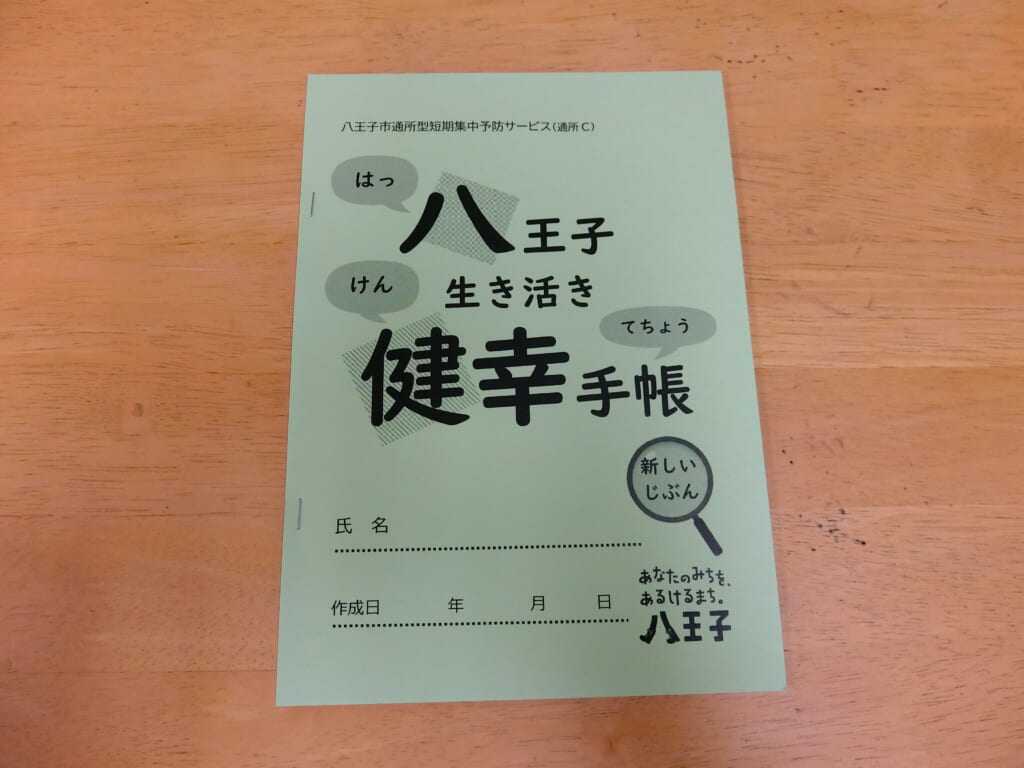 八王子市通所型短期集中予防サービス(通所C)
はっ
八王子
けん
生き活き
てちょう
健幸手帳
新しい
じぶん
氏 名
作成日 年 月 日
あなたのみちを、
あるけるまち。
八王子